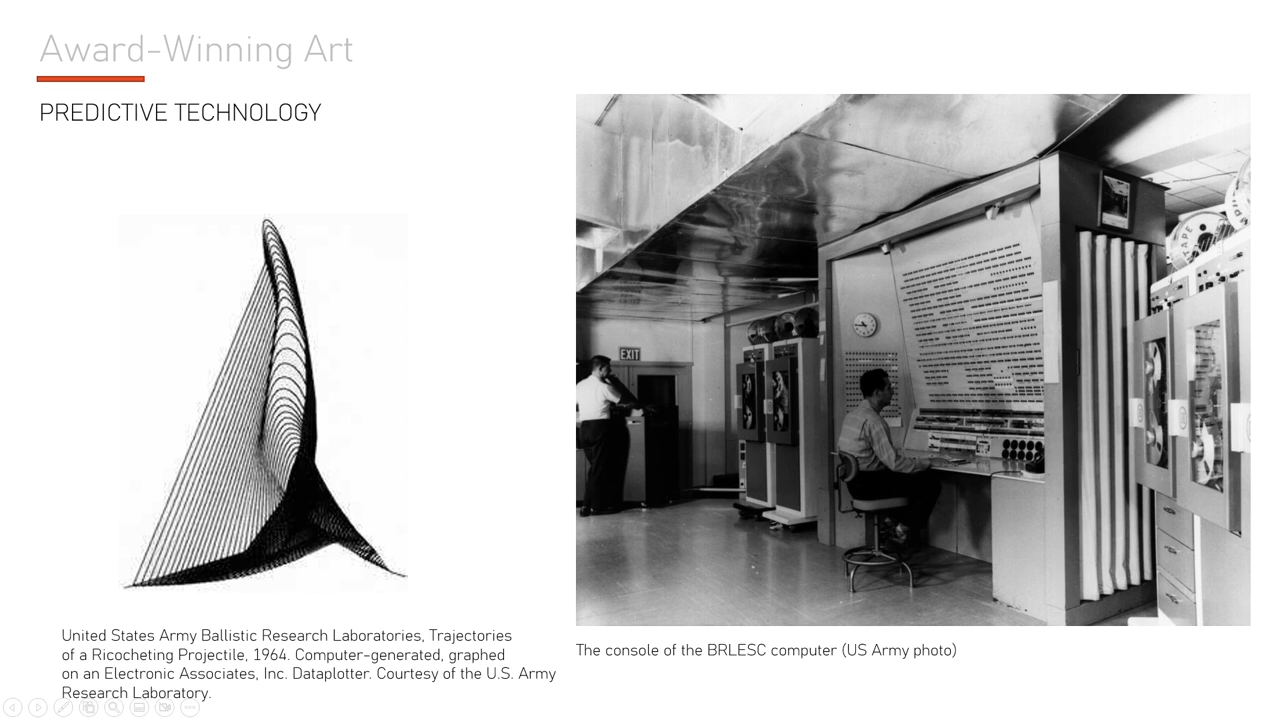 Award-Winning Art
PREDICTIVE TECHNOLOGY
EXIT
TAPE
United States Army Ballistic Research Laboratories, Trajectories
of a Ricocheting Projectile, 1964. Computer-generated, graphed
on an Electronic Associates, Inc. Dataplotter. Courtesy of the U.S. Army
Research Laboratory.
The console of the BRLESC computer (US Army photo)